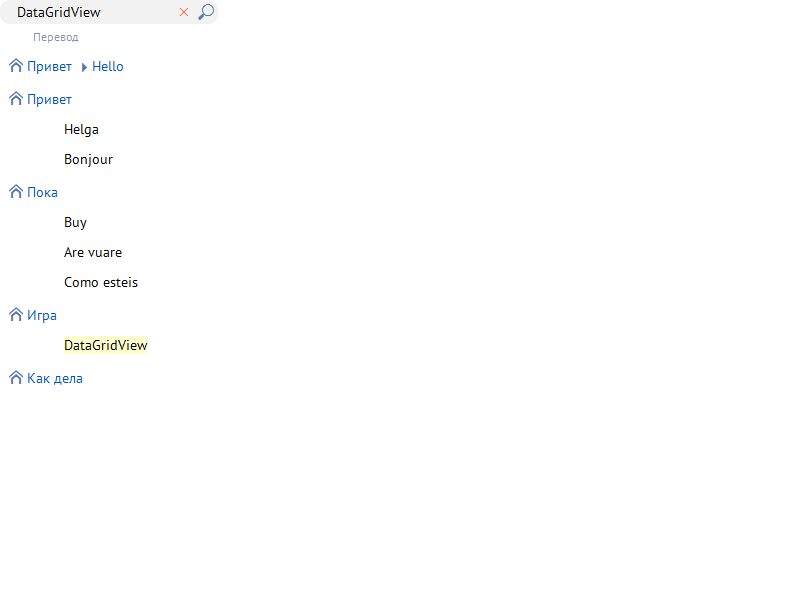 DataGridView
Перевод
Привет Hello
Привет
Helga
Bonjour
Пока
Buy
Are vuare
Como esteis
Игра
DataGridView
Как дела